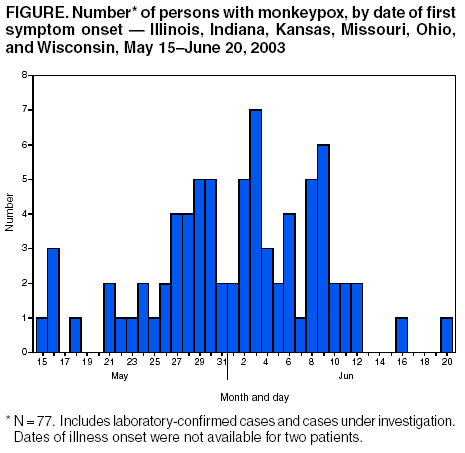 FIGURE. Number* of persons with monkeypox, by date of first
symptom onset — Illinois, Indiana, Kansas, Missouri, Ohio,
and Wisconsin, May 15–June 20, 2003
8
7
6
5
4
3
2
1
0
Number
15 17 19 21 23 25 27 29 31 2 4 6 8 10 12 14 16 18 20
May Jun
Month and day
* N = 77. Includes laboratory-confirmed cases and cases under investigation.
Dates of illness onset were not available for two patients.